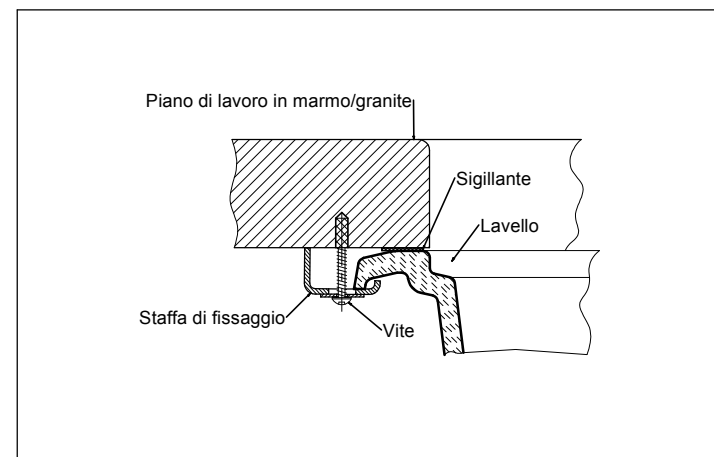 Piano di lavoro in marmo/granite
Sigillante
Lavello
Staffa di fissaggio
Vite